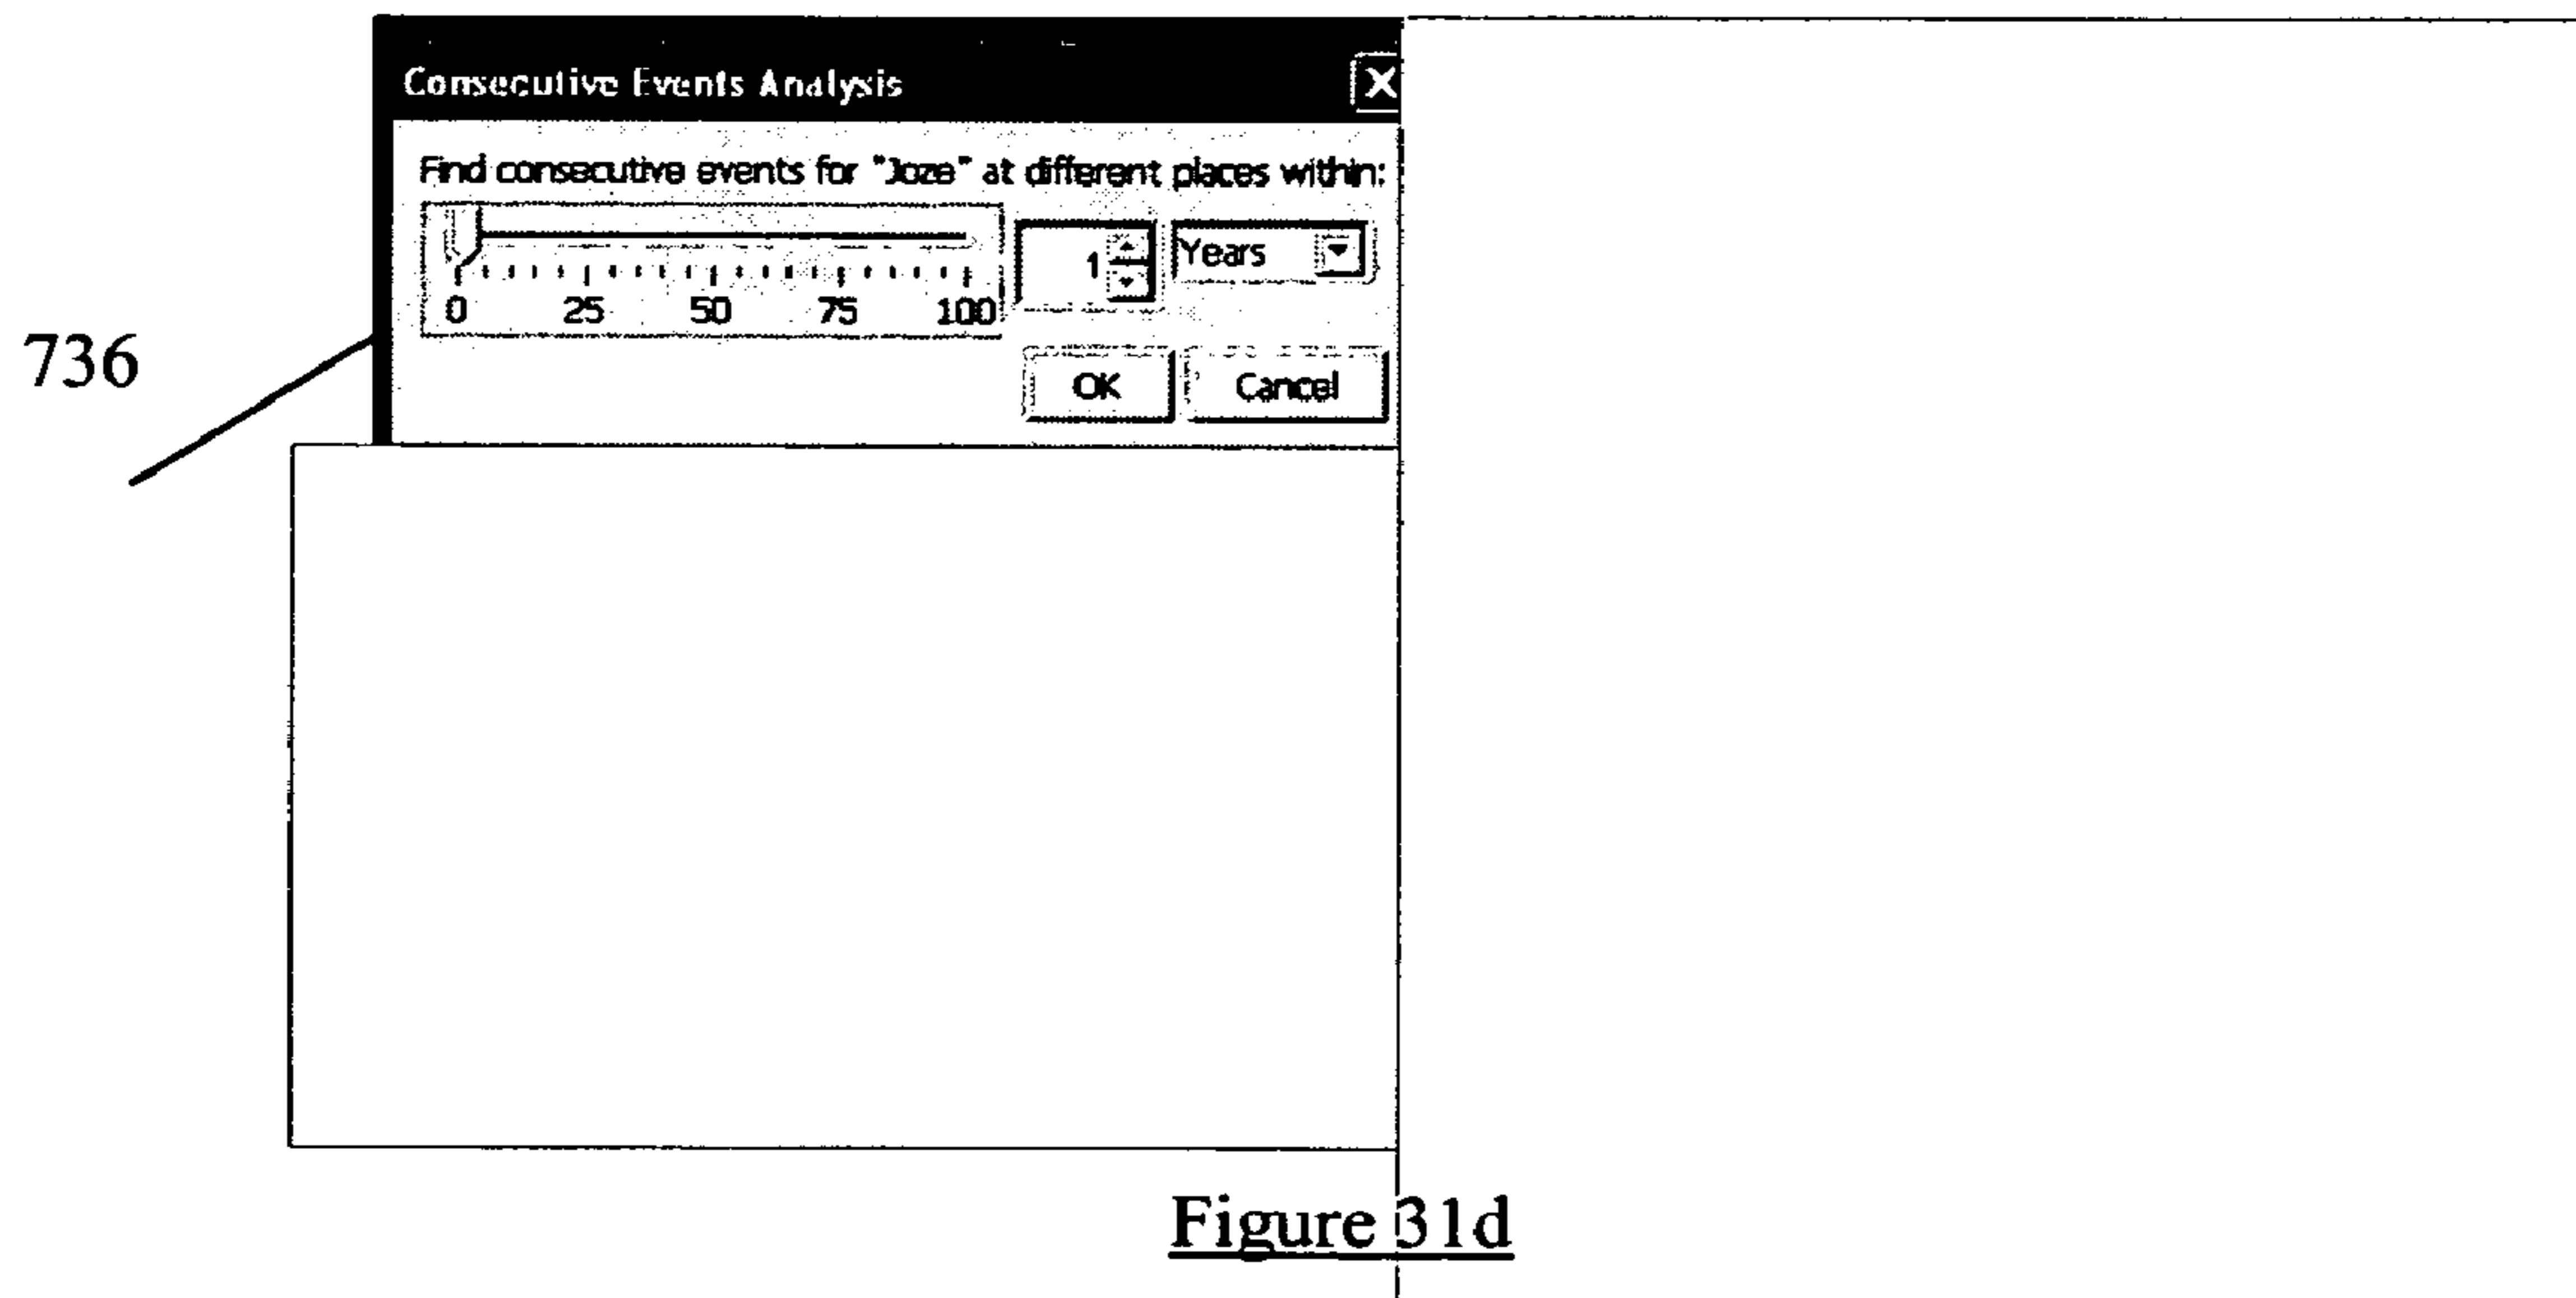 Consecutive Events Analysis X
Find consecutive events for "Joze" at different places within:
1 Years
0 25 50 75 100
736
OK Cancel
Figure 31d